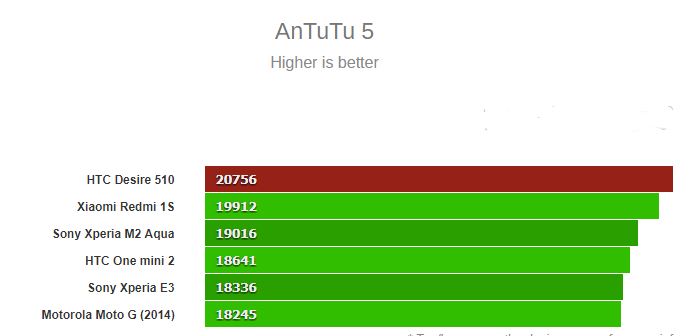 AnTuTu 5
Higher is better
HTC Desire 510 20756
Xiaomi Redmi 1S 19912
Sony Xperia M2 Aqua 19016
HTC One mini 2 18641
Sony Xperia E3 18336
Motorola Moto G (2014) 18245